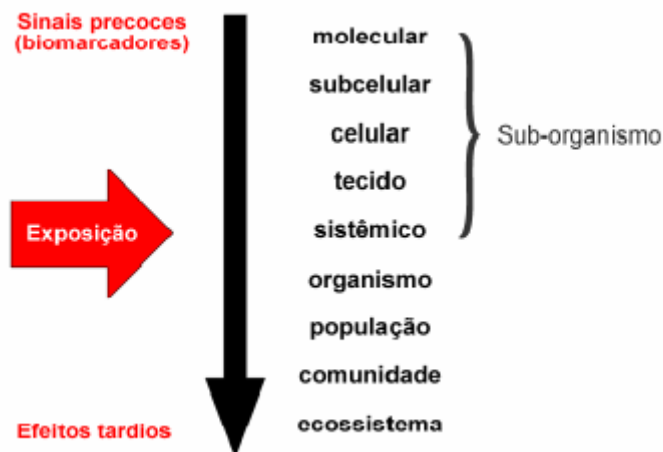 Sinais precoces
(biomarcadores)
molecular
subcelular
celular
tecido
sistêmico
Sub-organismo
Exposição
organismo
população
comunidade
ecossistema
Efeitos tardios